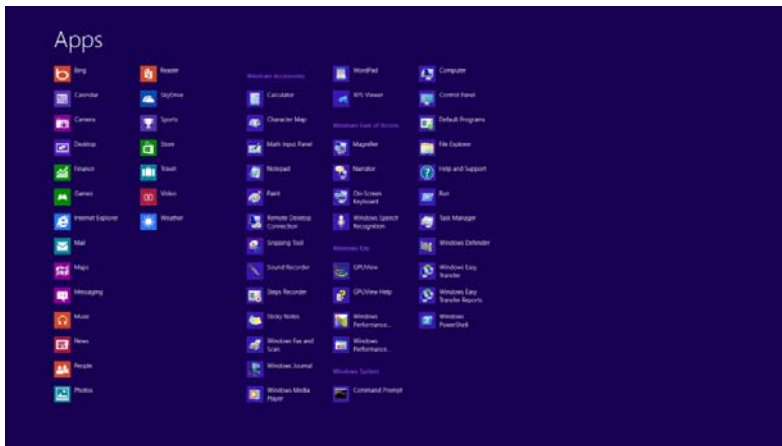 Apps
Bing
Calendar
Camera
Desktop
Finance
Games
Internet Explorer
Mail
Maps
Messaging
Music
News
People
Photos
Reader
SkyDrive
Sports
Store
Travel
Video
Weather
Windows Accessories
Calculator
Character Map
Math Input Panel
Notepad
Paint
Remote Desktop
Connection
Snipping Tool
Sound Recorder
Steps Recorder
Sticky Notes
Windows Fax and
Scan
Windows Journal
Windows Media
Player
WordPad
XPS Viewer
Windows Ease of Access
Magnifier
Narrator
On-Screen
Keyboard
Windows Speech
Recognition
Windows Kits
GPUView
GPUView Help
Windows
Performance...
Windows
Performance...
Windows System
Command Prompt
Computer
Control Panel
Default Programs
File Explorer
Help and Support
Run
Task Manager
Windows Defender
Windows Easy
Transfer
Windows Easy
Transfer Reports
Windows
PowerShell